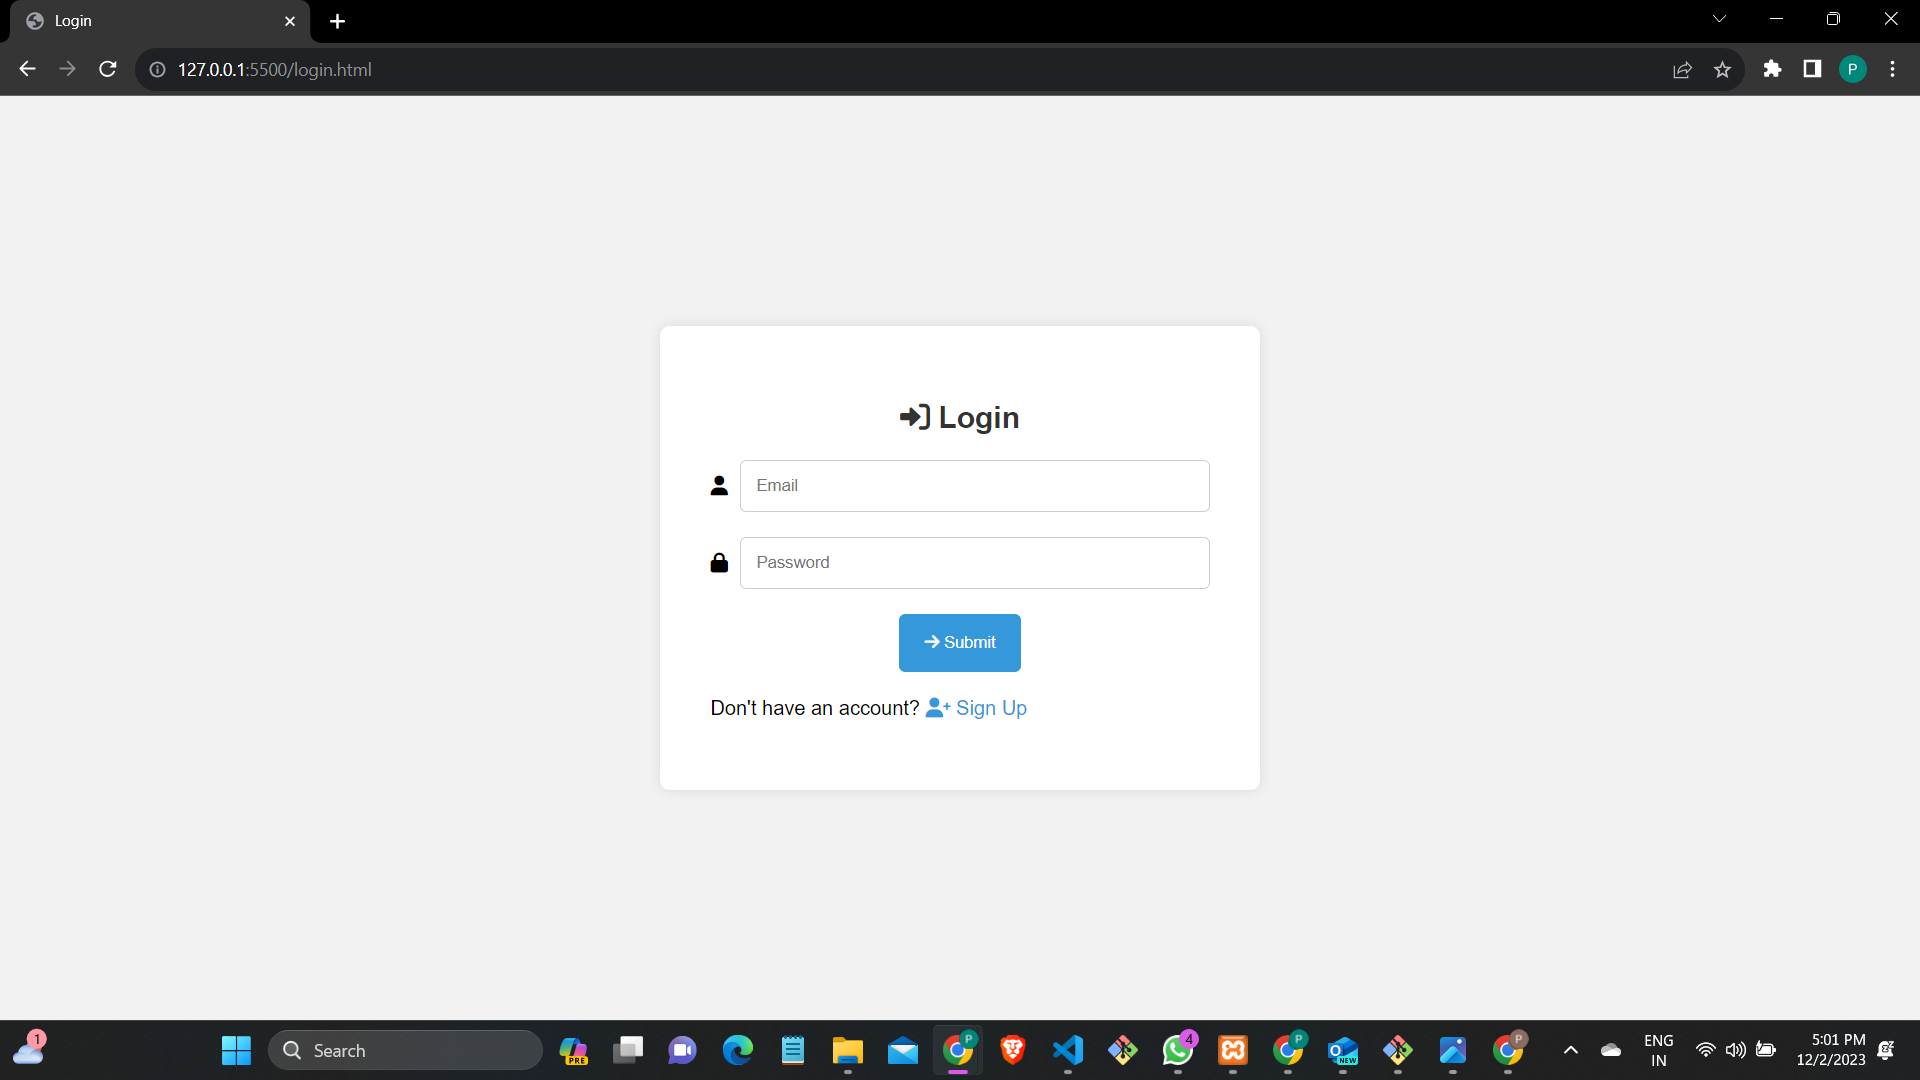 Login
127.0.0.1:5500/login.html
P
Login
Email
Password
Submit
Don't have an account? Sign Up
1
Search
PRE
P
4
P
NEW
P
ENG
IN
5:01 PM
12/2/2023